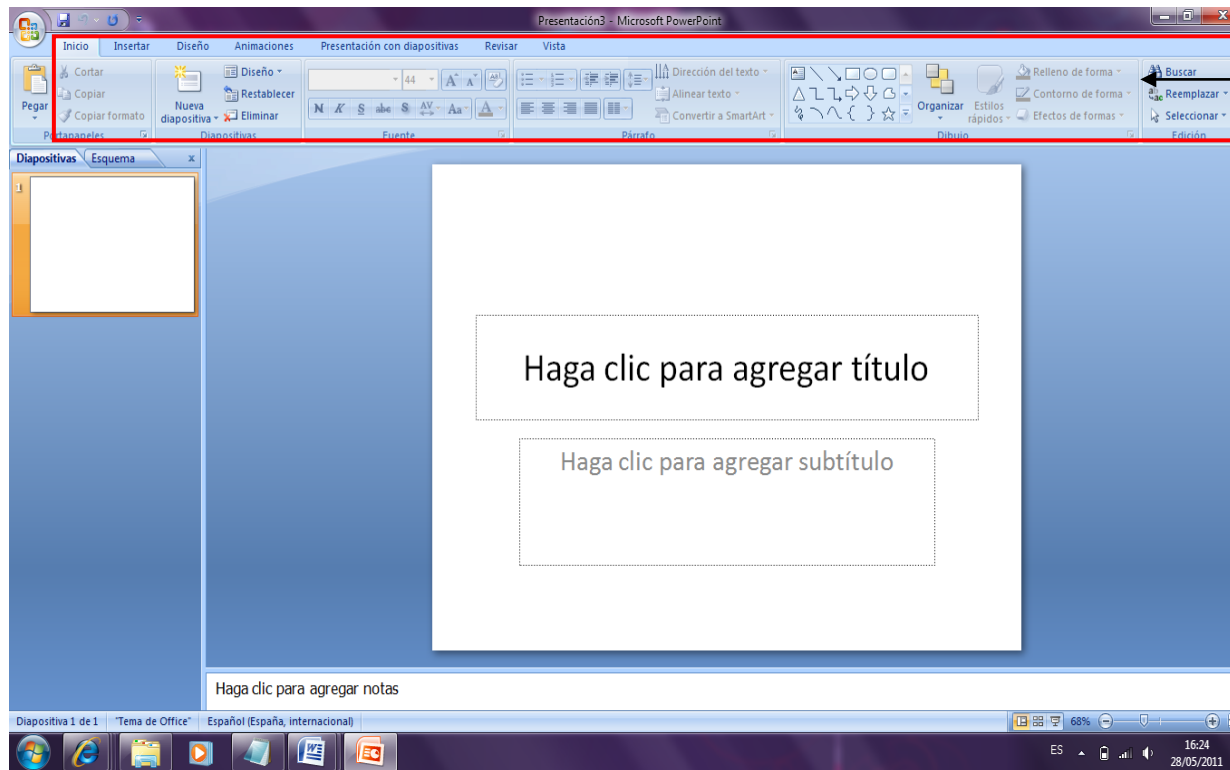 Presentación3 - Microsoft PowerPoint
Inicio Insertar Diseño Animaciones Presentación con diapositivas Revisar Vista
Pegar
Cortar
Copiar
Copiar formato
Portapapeles
Nueva
diapositiva
Diseño
Restablecer
Eliminar
Diapositivas
44
N K S abc S AV Aa A
Fuente
Dirección del texto
Alinear texto
Convertir a SmartArt
Párrafo
Organizar
Estilos
rápidos
Relleno de forma
Contorno de forma
Efectos de formas
Dibujo
Buscar
Reemplazar
Seleccionar
Edición
Diapositivas Esquema x
1
Haga clic para agregar título
Haga clic para agregar subtítulo
Haga clic para agregar notas
Diapositiva 1 de 1 "Tema de Office" Español (España, internacional) 68%
ES 16:24
28/05/2011